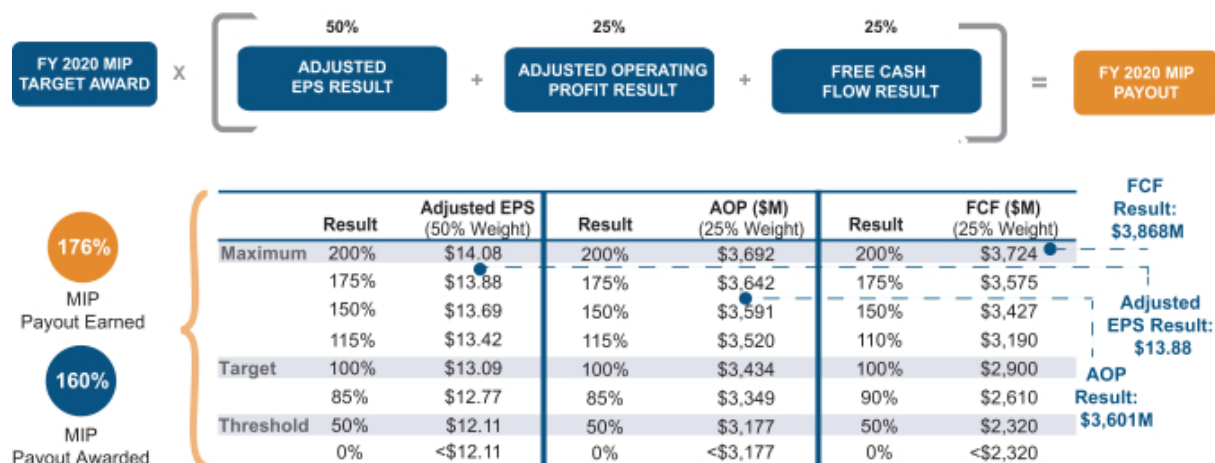 50% 25% 25%
FY 2020 MIP
TARGET AWARD
x
ADJUSTED
EPS RESULT
+
ADJUSTED OPERATING
PROFIT RESULT
+
FREE CASH
FLOW RESULT
=
FY 2020 MIP
PAYOUT
176%
MIP
Payout Earned
160%
MIP
Payout Awarded
Result Adjusted EPS (50% Weight) Result AOP ($M) (25% Weight) Result FCF ($M) (25% Weight)
Maximum 200% $14.08 200% $3,692 200% $3,724
175% $13.88 175% $3,642 175% $3,575
150% $13.69 150% $3,591 150% $3,427
115% $13.42 115% $3,520 110% $3,190
Target 100% $13.09 100% $3,434 100% $2,900
85% $12.77 85% $3,349 90% $2,610
Threshold 50% $12.11 50% $3,177 50% $2,320
0% <$12.11 0% <$3,177 0% <$2,320
FCF
Result:
$3,868M
Adjusted
EPS Result:
$13.88
AOP
Result:
$3,601M